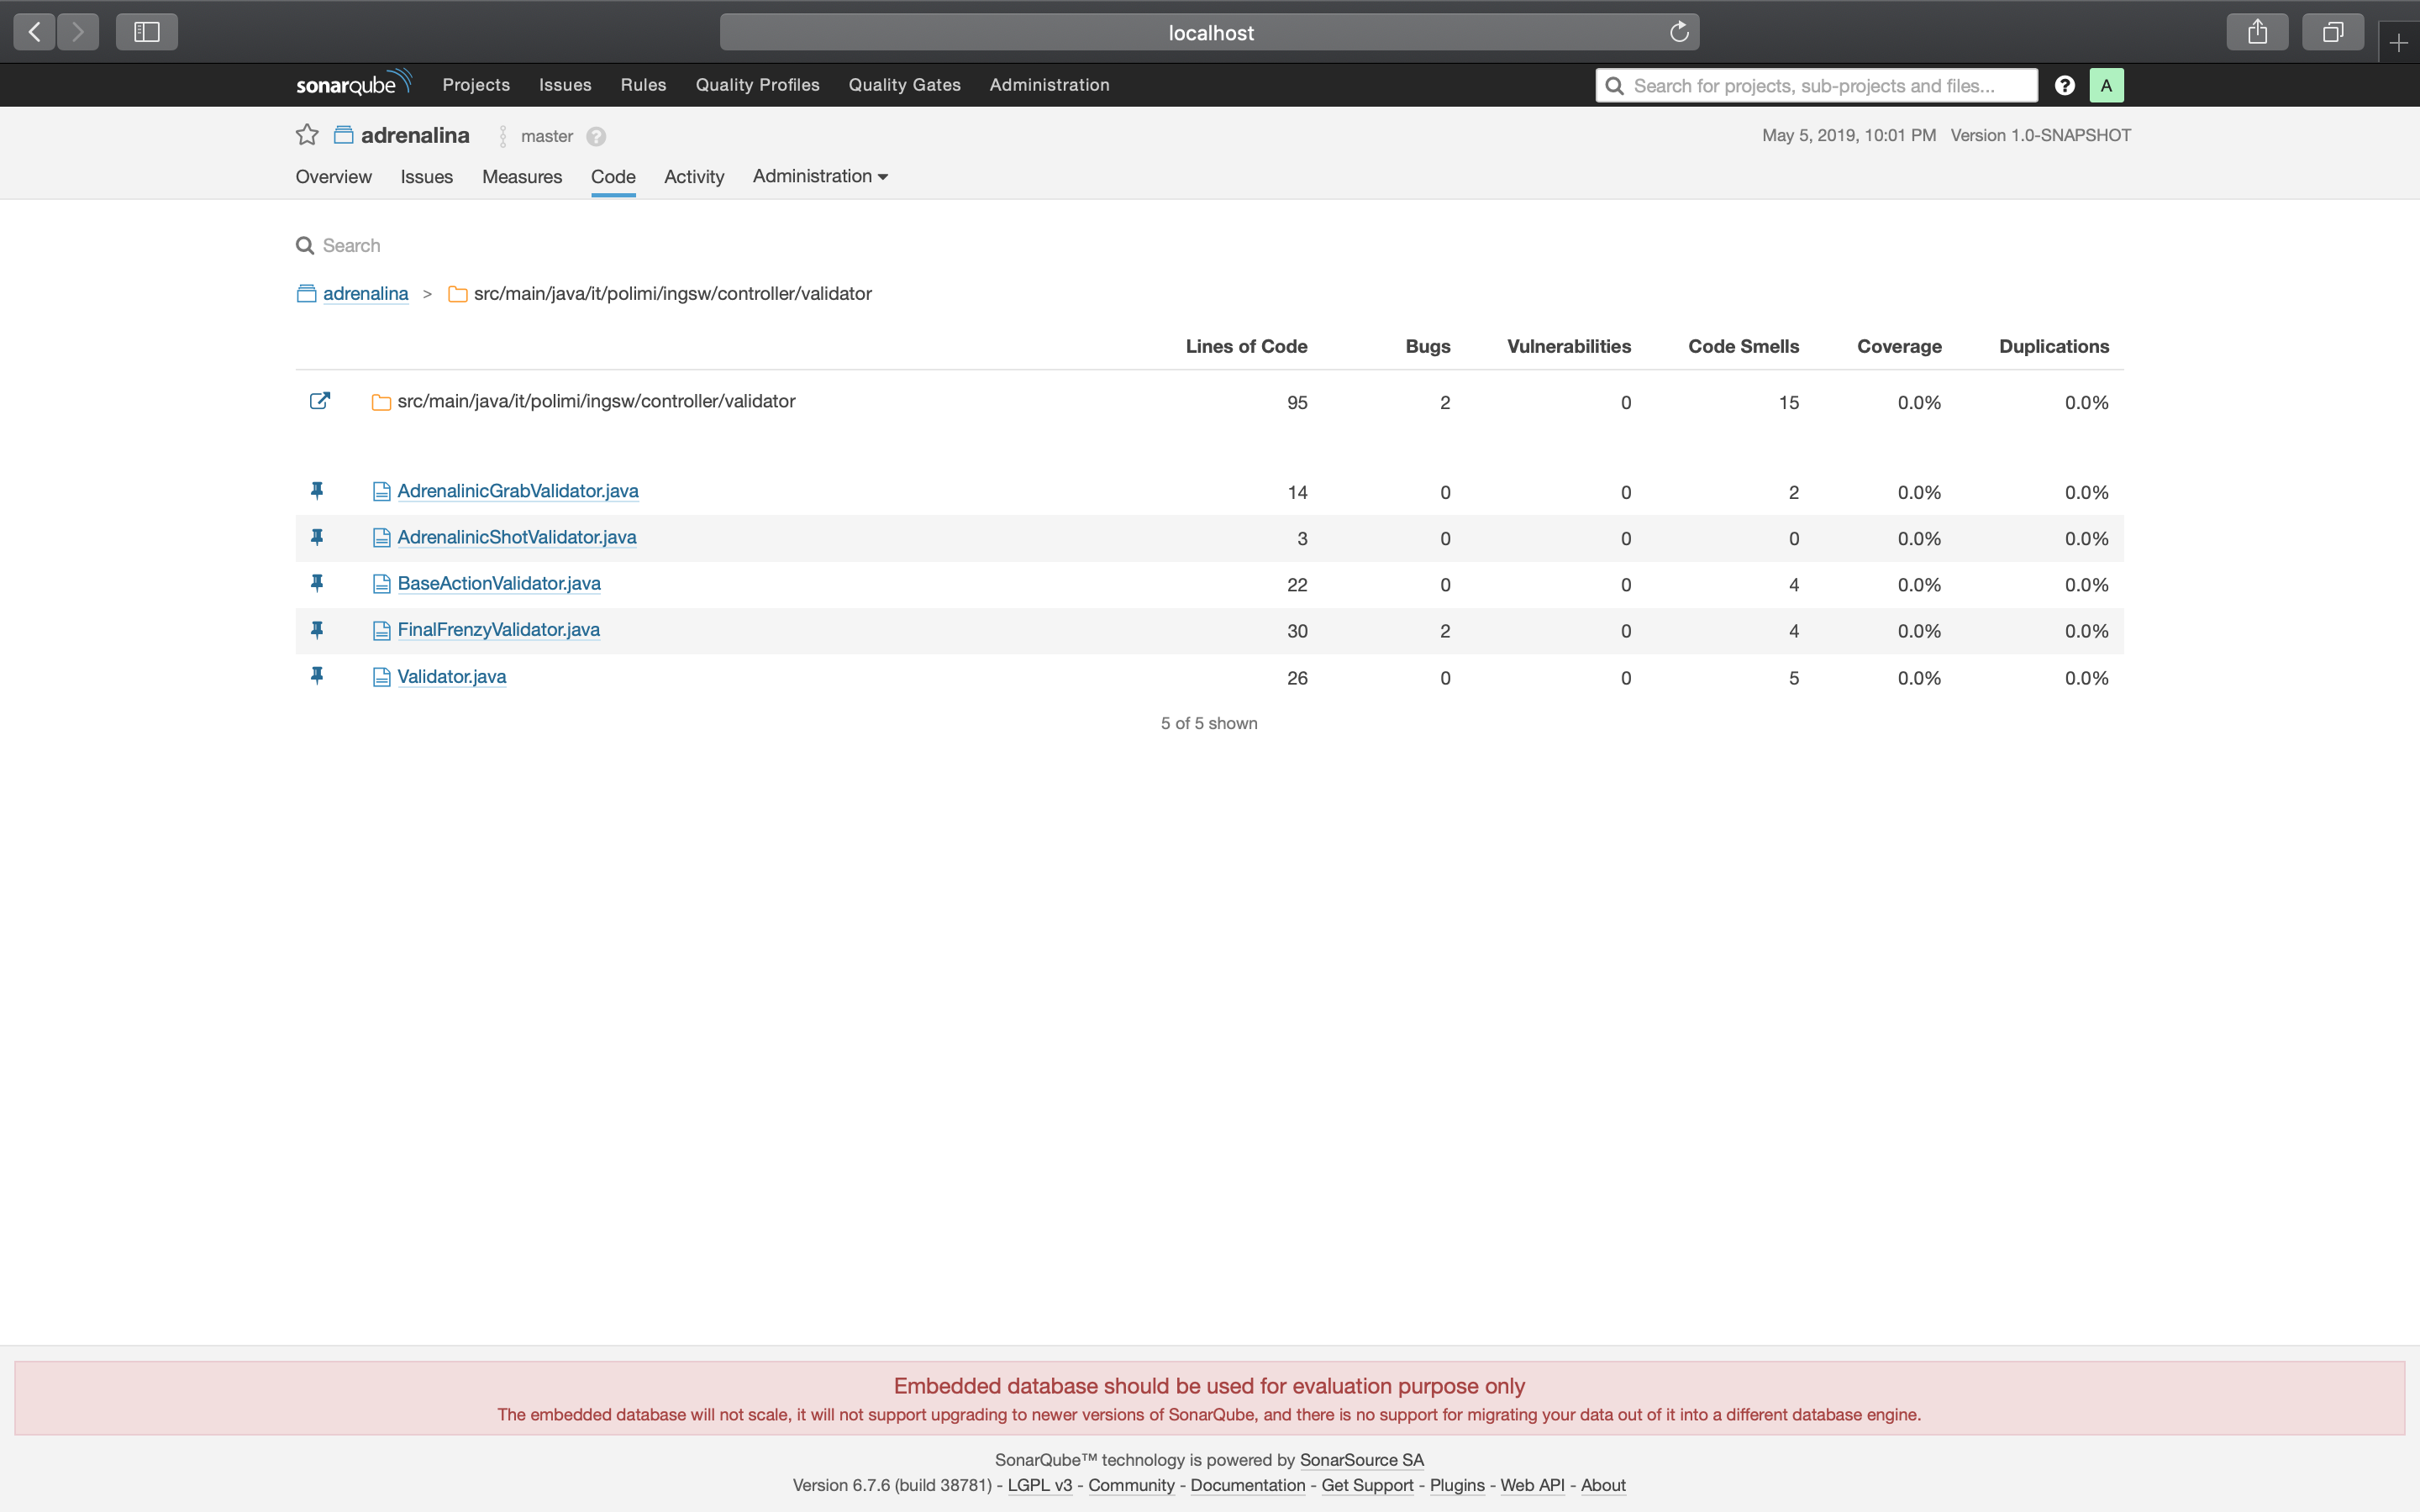 localhost
sonarqube Projects Issues Rules Quality Profiles Quality Gates Administration Search for projects, sub-projects and files... ? A
adrenalina master ? May 5, 2019, 10:01 PM Version 1.0-SNAPSHOT
Overview Issues Measures Code Activity Administration
Search
adrenalina > src/main/java/it/polimi/ingsw/controller/validator
Lines of Code Bugs Vulnerabilities Code Smells Coverage Duplications
src/main/java/it/polimi/ingsw/controller/validator 95 2 0 15 0.0% 0.0%
AdrenalinicGrabValidator.java 14 0 0 2 0.0% 0.0%
AdrenalinicShotValidator.java 3 0 0 0 0.0% 0.0%
BaseActionValidator.java 22 0 0 4 0.0% 0.0%
FinalFrenzyValidator.java 30 2 0 4 0.0% 0.0%
Validator.java 26 0 0 5 0.0% 0.0%
5 of 5 shown
Embedded database should be used for evaluation purpose only
The embedded database will not scale, it will not support upgrading to newer versions of SonarQube, and there is no support for migrating your data out of it into a different database engine.
SonarQube™ technology is powered by SonarSource SA
Version 6.7.6 (build 38781) - LGPL v3 - Community - Documentation - Get Support - Plugins - Web API - About